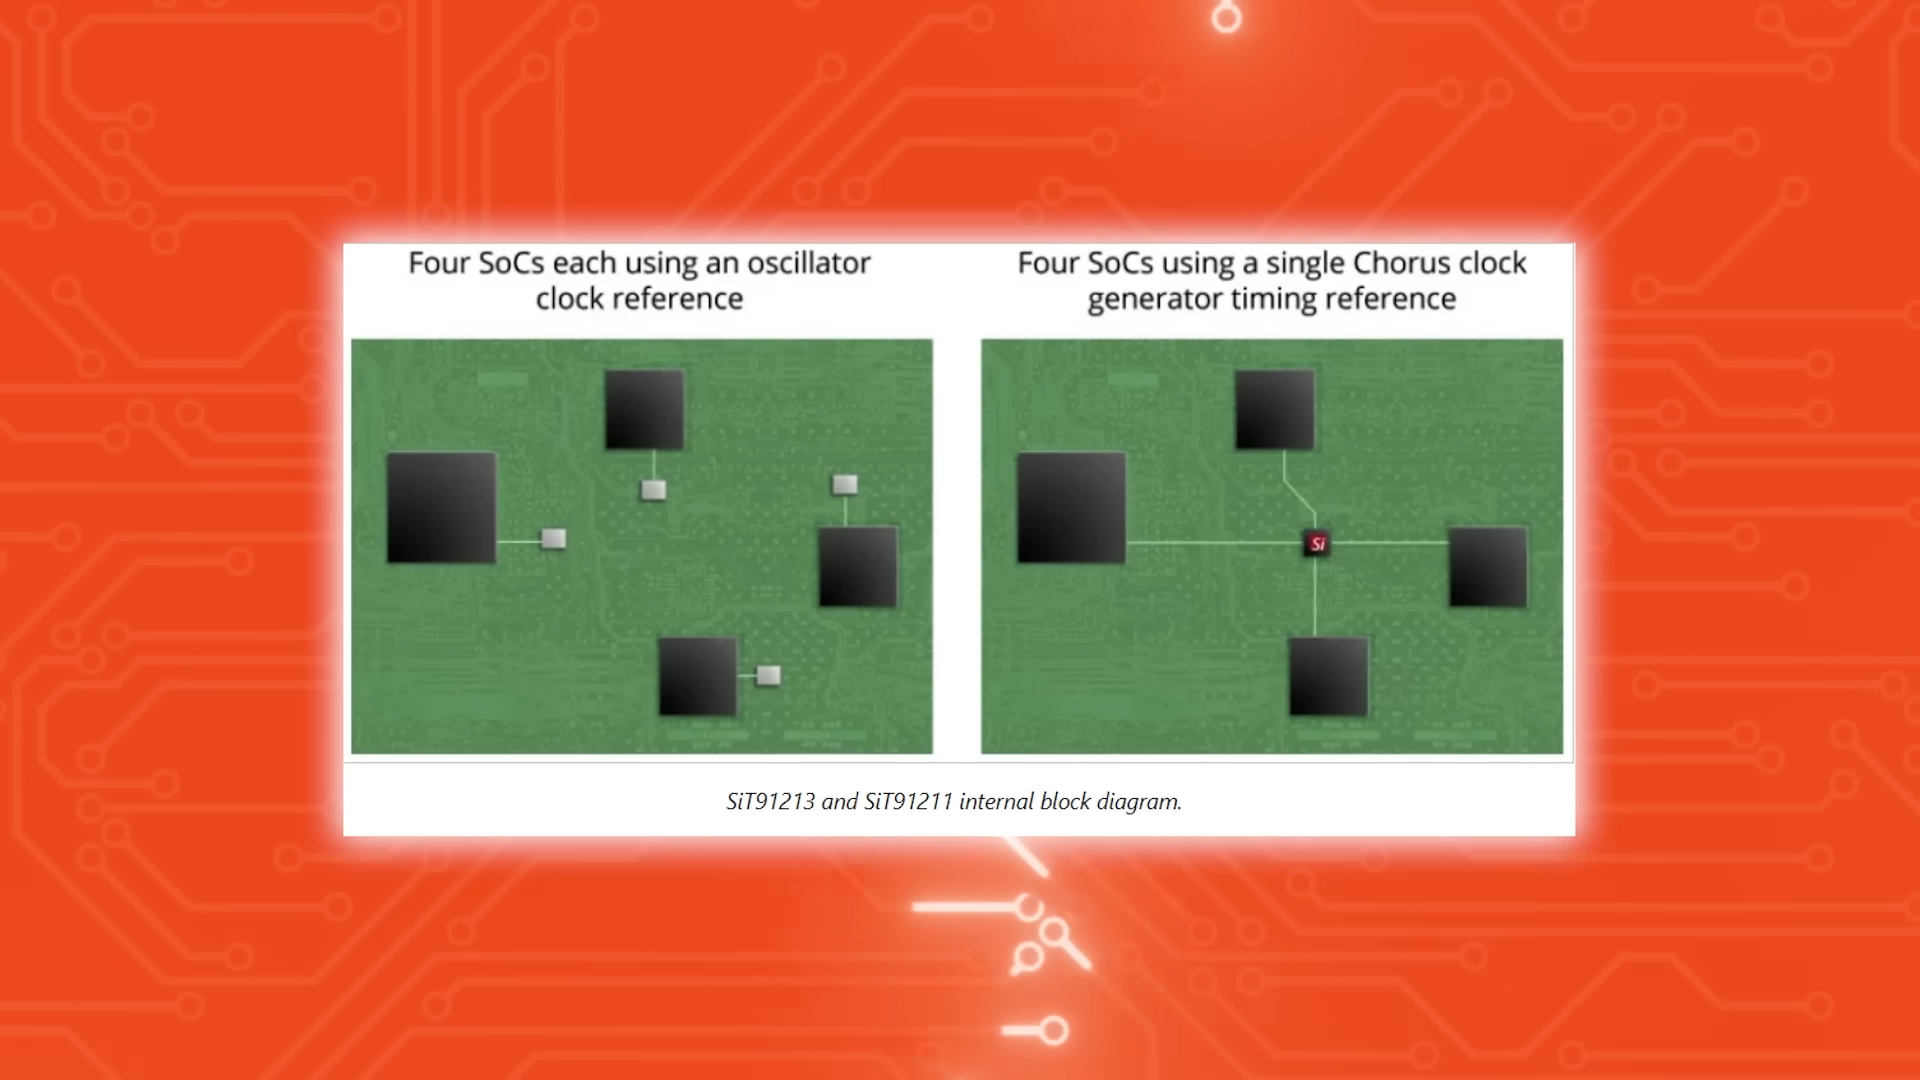 Four SoCs each using an oscillator
clock reference
Four SoCs using a single Chorus clock
generator timing reference
Si
SiT91213 and SiT91211 internal block diagram.